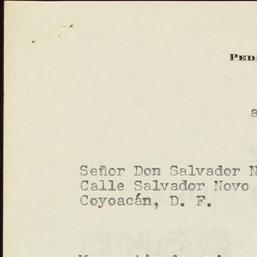 PED
a
Señor Don Salvador N
Calle Salvador Novo
Coyoacán, D. F.